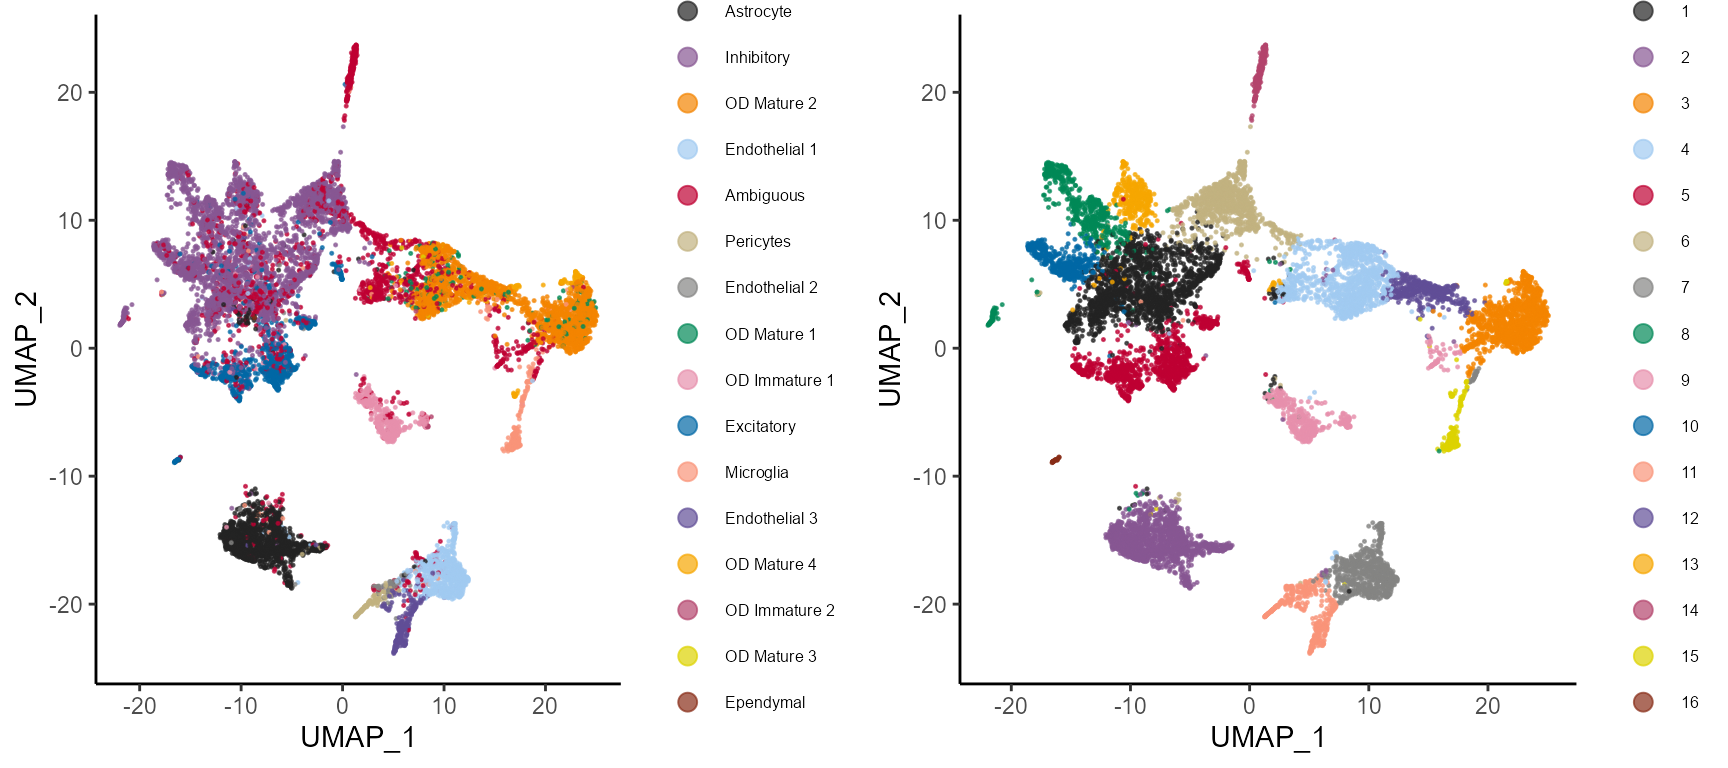 UMAP_2
20
10
0
-10
-20
-20
-10
0
10
20
UMAP_1
Astrocyte
Inhibitory
OD Mature 2
Endothelial 1
Ambiguous
Pericytes
Endothelial 2
OD Mature 1
OD Immature 1
Excitatory
Microglia
Endothelial 3
OD Mature 4
OD Immature 2
OD Mature 3
Ependymal
UMAP_2
20
10
0
-10
-20
-20
-10
0
10
20
UMAP_1
1
2
3
4
5
6
7
8
9
10
11
12
13
14
15
16